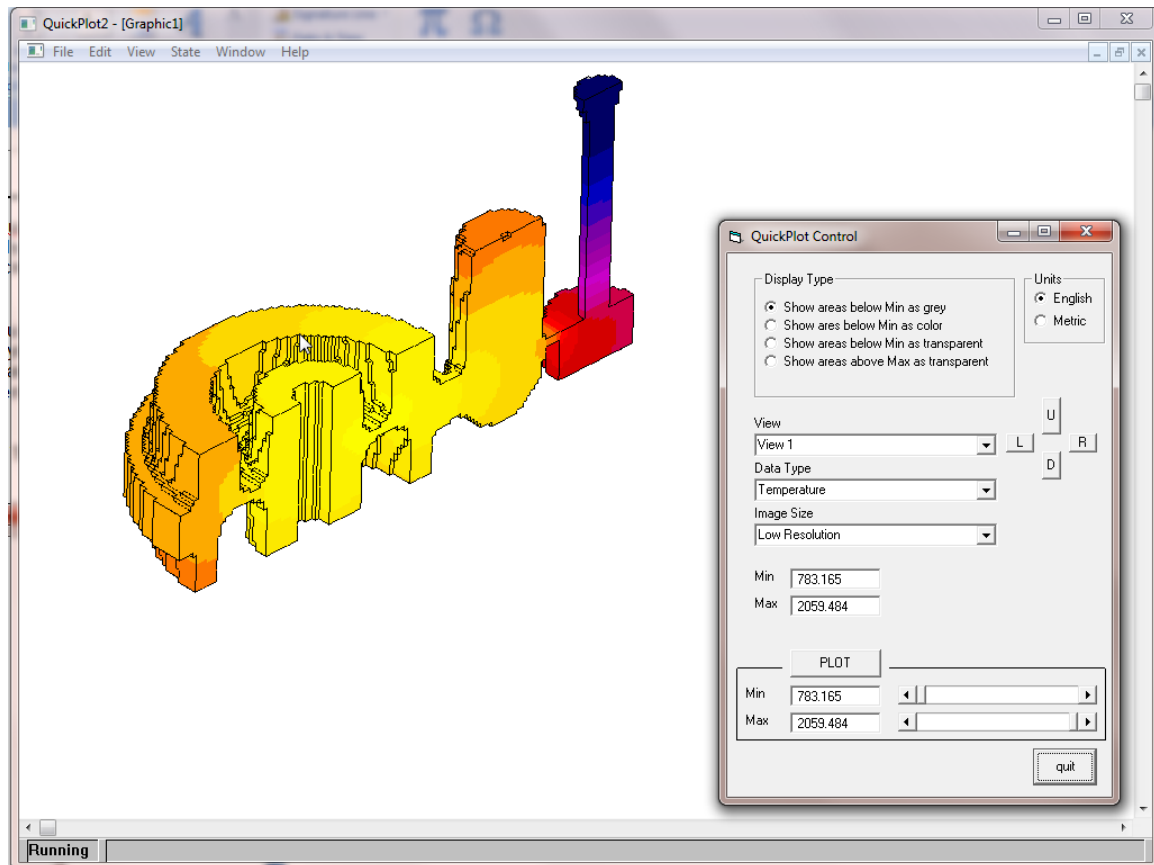 QuickPlot2 - [Graphic1]
File Edit View State Window Help
QuickPlot Control
Display Type
Show areas below Min as grey
Show ares below Min as color
Show areas below Min as transparent
Show areas above Max as transparent
Units
English
Metric
View
View 1
U
L
R
D
Data Type
Temperature
Image Size
Low Resolution
Min 783.165
Max 2059.484
PLOT
Min 783.165
Max 2059.484
quit
Running